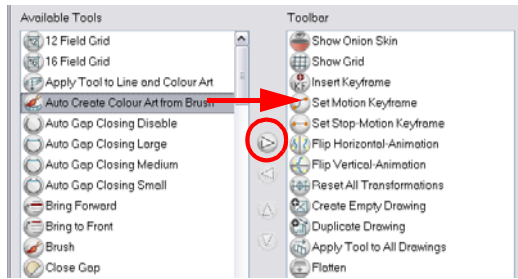 Available Tools
12 Field Grid
16 Field Grid
Apply Tool to Line and Colour Art
Auto Create Colour Art from Brush
Auto Gap Closing Disable
Auto Gap Closing Large
Auto Gap Closing Medium
Auto Gap Closing Small
Bring Forward
Bring to Front
Brush
Close Gap
Toolbar
Show Onion Skin
Show Grid
Insert Keyframe
Set Motion Keyframe
Set Stop-Motion Keyframe
Flip Horizontal-Animation
Flip Vertical-Animation
Reset All Transformations
Create Empty Drawing
Duplicate Drawing
Apply Tool to All Drawings
Flatten